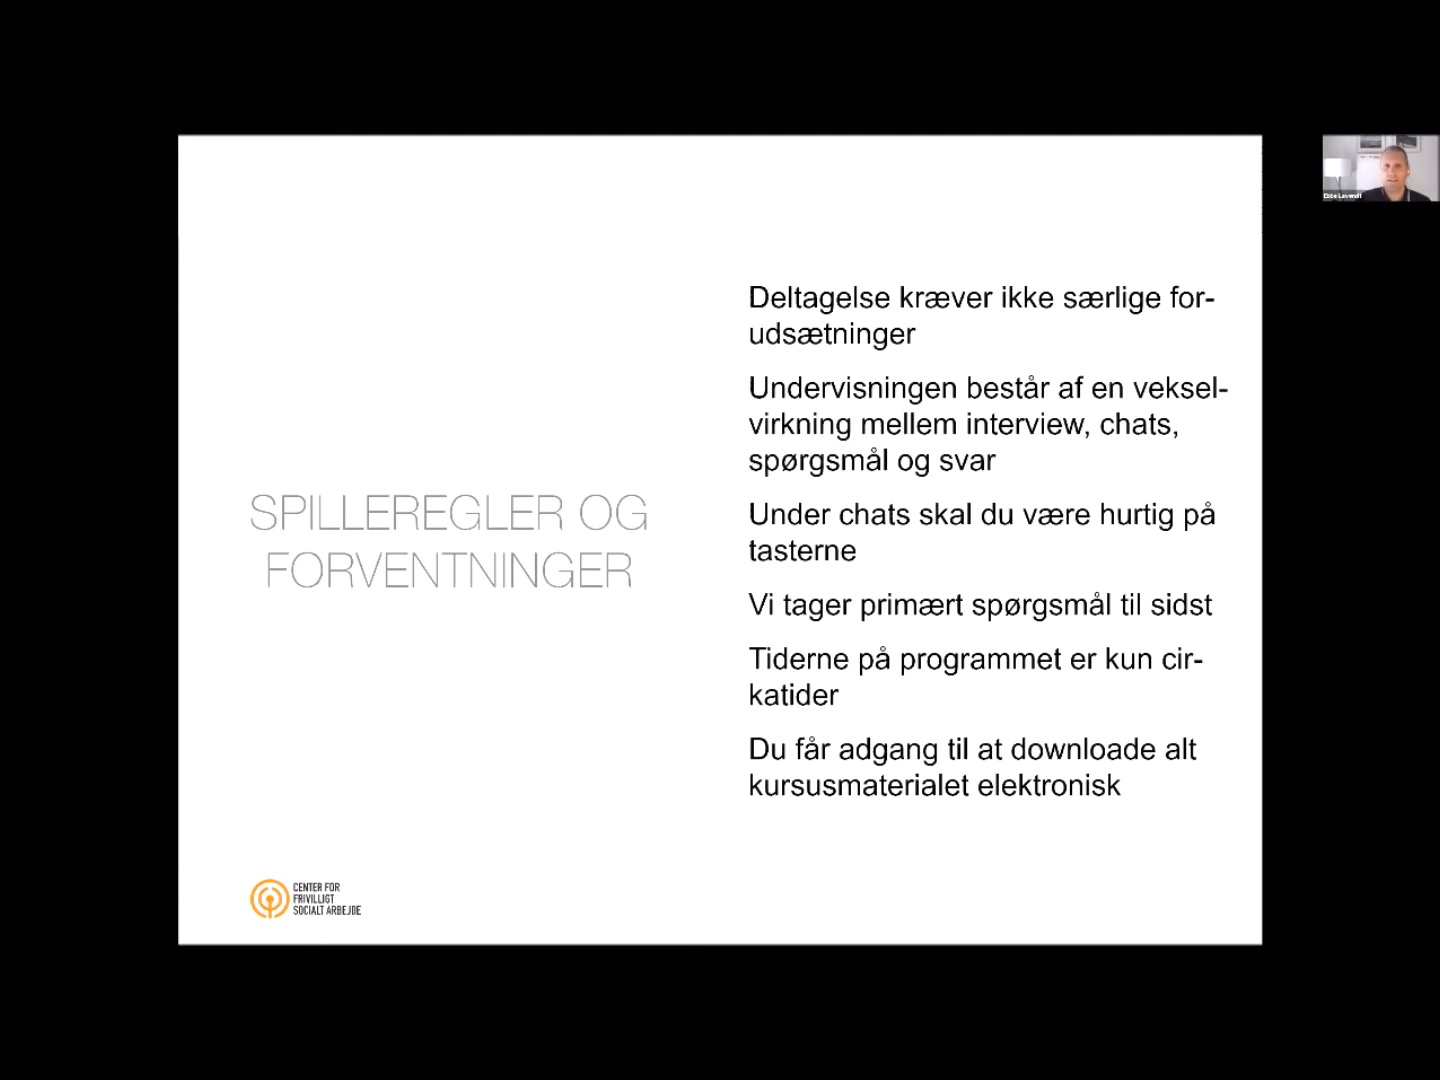 SPILLEREGLER OG
FORVENTNINGER
Deltagelse kræver ikke særlige for-
udsætninger
Undervisningen består af en veksel-
virkning mellem interview, chats,
spørgsmål og svar
Under chats skal du være hurtig på
tasterne
Vi tager primært spørgsmål til sidst
Tiderne på programmet er kun cir-
katider
Du får adgang til at downloade alt
kursusmaterialet elektronisk
CENTER FOR
FRIVILLIGT
SOCIALT ARBEJDE